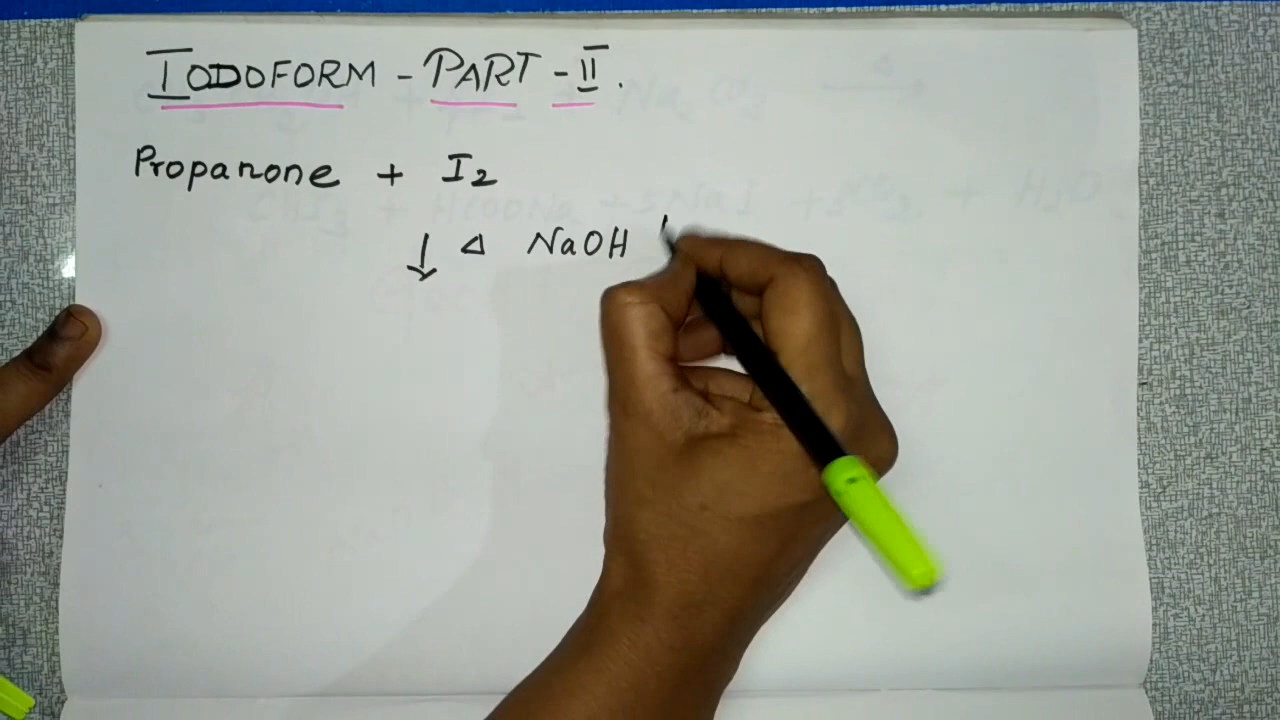 IODOFORM - PART - II.
Propanone + I2
↓ Δ NaOH /